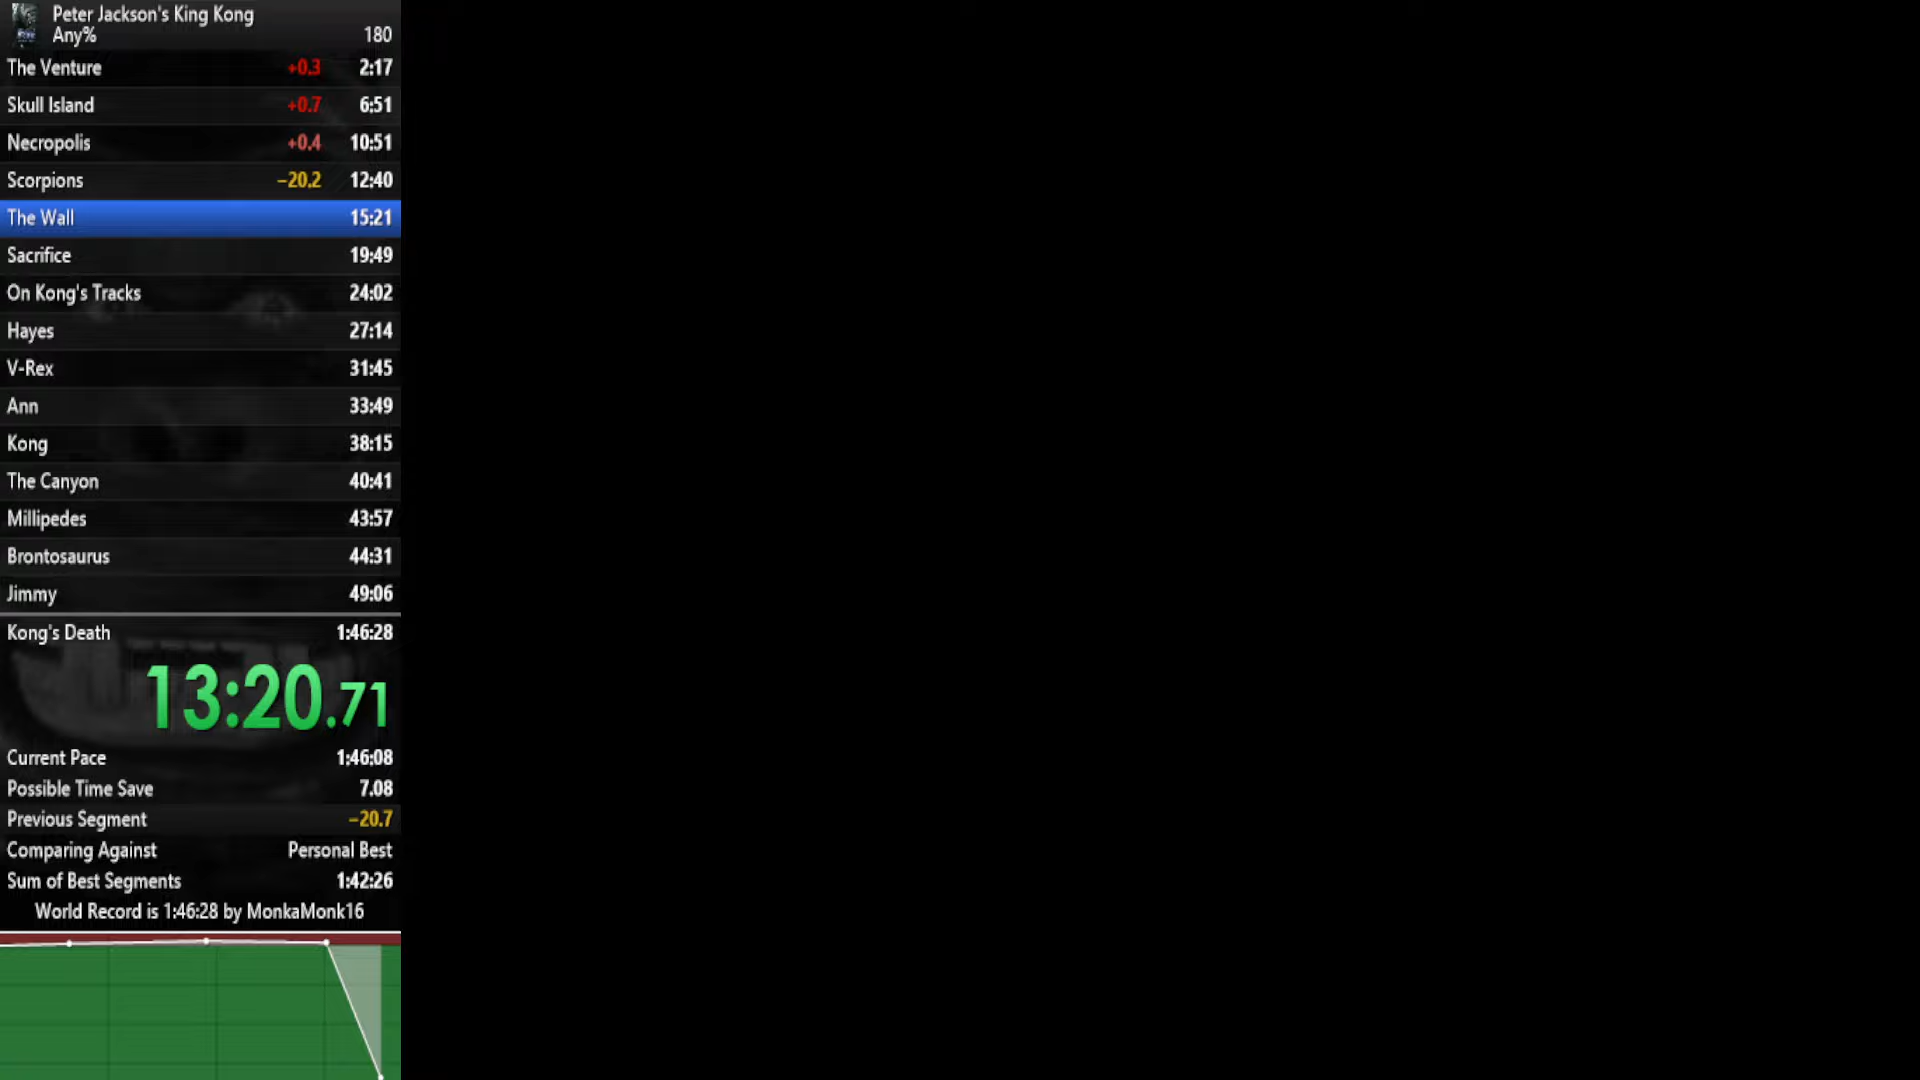 Peter Jackson's King Kong
Any% 180
The Venture +0.3 2:17
Skull Island +0.7 6:51
Necropolis +0.4 10:51
Scorpions −20.2 12:40
The Wall 15:21
Sacrifice 19:49
On Kong's Tracks 24:02
Hayes 27:14
V-Rex 31:45
Ann 33:49
Kong 38:15
The Canyon 40:41
Millipedes 43:57
Brontosaurus 44:31
Jimmy 49:06
Kong's Death 1:46:28
13:20.71
Current Pace 1:46:08
Possible Time Save 7.08
Previous Segment −20.7
Comparing Against Personal Best
Sum of Best Segments 1:42:26
World Record is 1:46:28 by MonkaMonk16